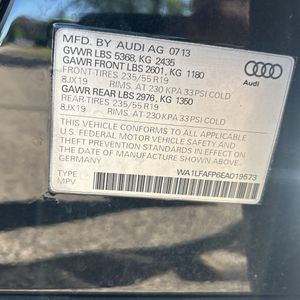 MFD. BY AUDI AG 07/13
GVWR LBS 5368, KG 2435
GAWR FRONT LBS 2601, KG 1180
FRONT-TIRES 235/55 R19
8JX19 RIMS, AT 230 KPA 33 PSI COLD
GAWR REAR LBS 2976, KG 1350
REAR-TIRES 235/55 R19
8JX19 RIMS, AT 230 KPA 33 PSI COLD
THIS VEHICLE CONFORMS TO ALL APPLICABLE
U.S. FEDERAL MOTOR VEHICLE SAFETY AND
THEFT PREVENTION STANDARDS IN EFFECT ON THE
DATE OF MANUFACTURE SHOWN ABOVE.
MADE IN GERMANY
WA1LFAFP6EA019573
TYPE
MPV
Audi